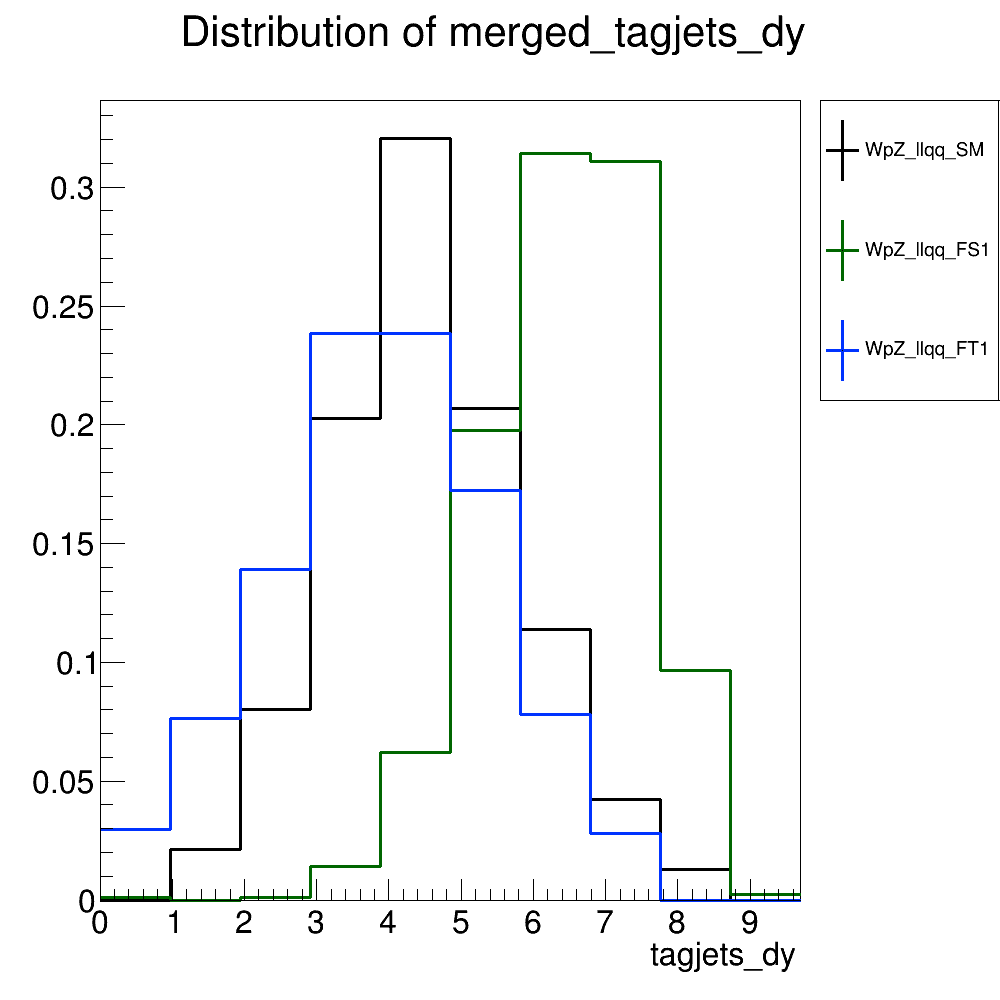 Distribution of merged_tagjets_dy
WpZ_llqq_SM
WpZ_llqq_FS1
WpZ_llqq_FT1
0.3
0.25
0.2
0.15
0.1
0.05
0
0 1 2 3 4 5 6 7 8 9
tagjets_dy